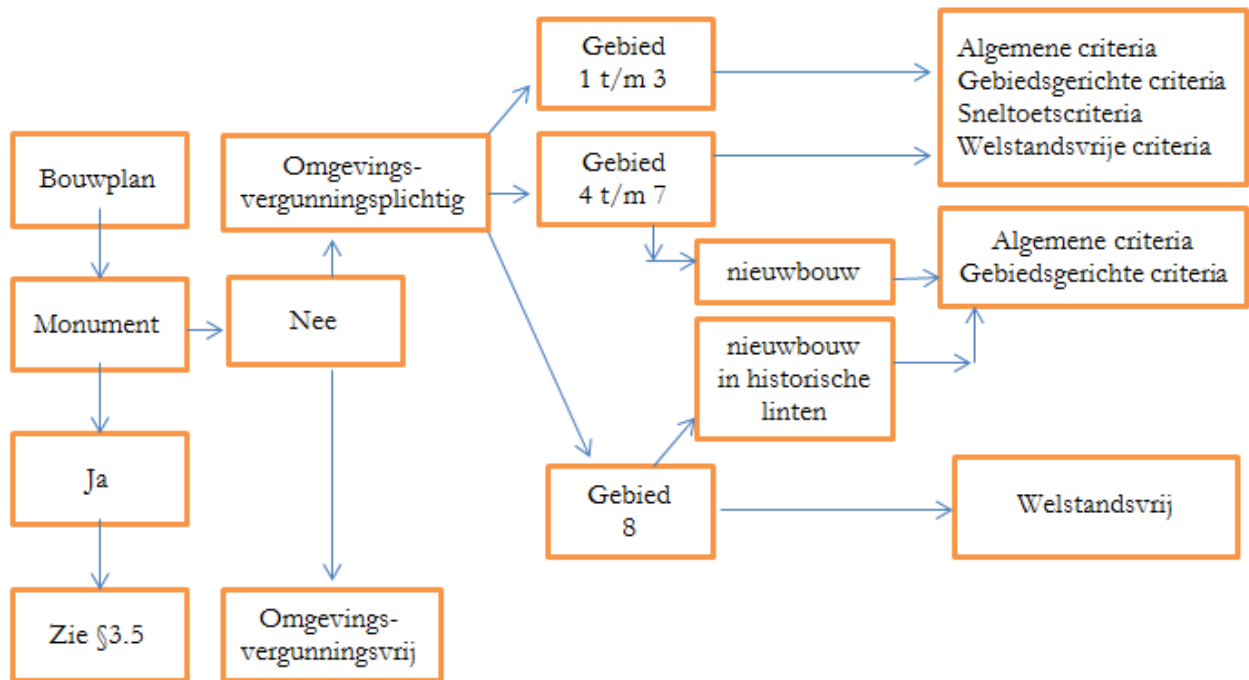 Bouwplan
Monument
Ja
Zie §3.5
Nee
Omgevings-
vergunningsplichtig
Omgevings-
vergunningsvrij
Gebied
1 t/m 3
Gebied
4 t/m 7
nieuwbouw
nieuwbouw
in historische
linten
Gebied
8
Algemene criteria
Gebiedsgerichte criteria
Sneltoetscriteria
Welstandsvrije criteria
Algemene criteria
Gebiedsgerichte criteria
Welstandsvrij